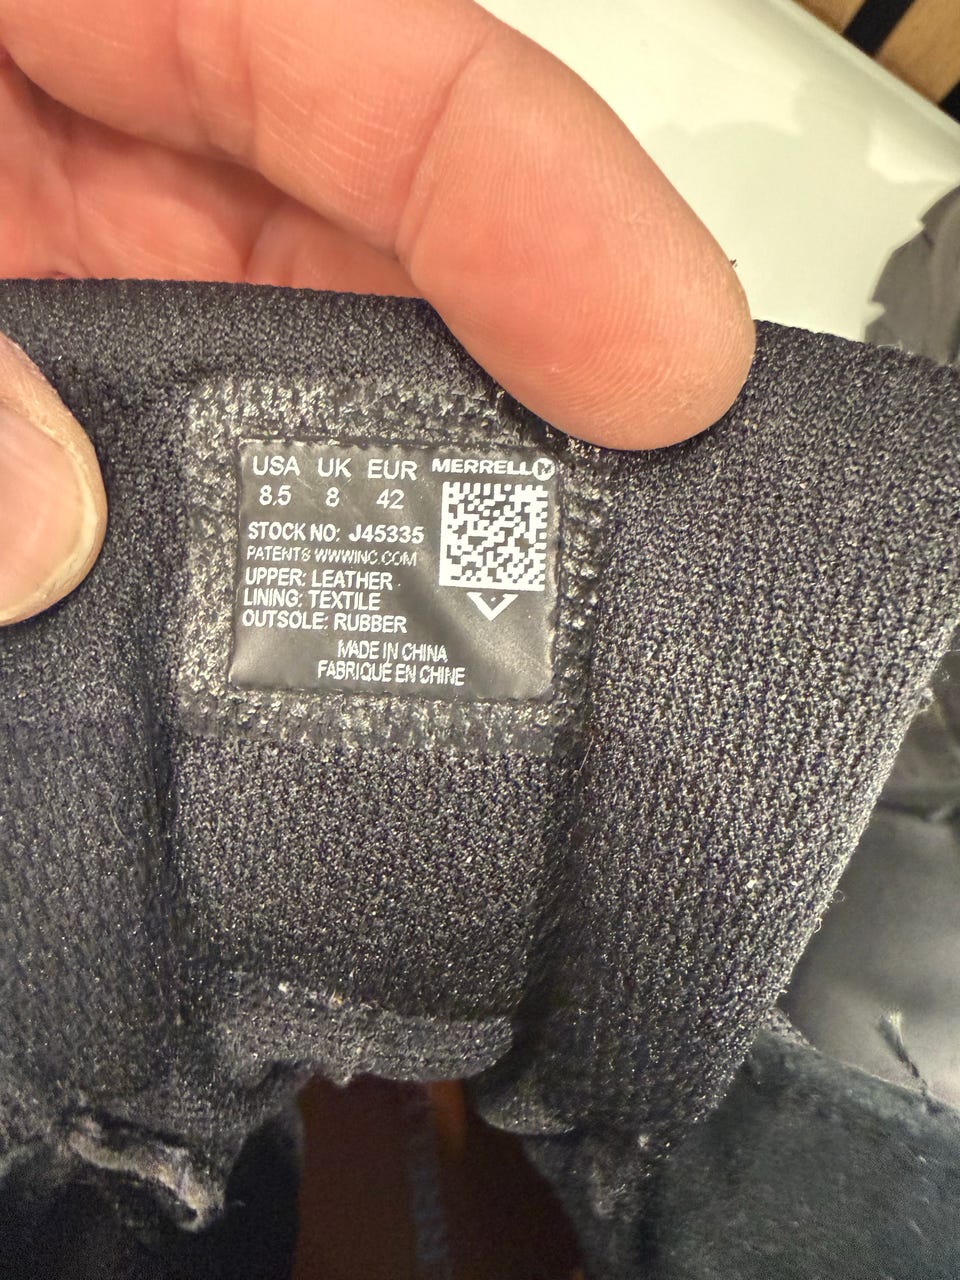 USA UK EUR MERRELL
8.5 8 42
STOCK NO: J45335
PATENTS WWWINC.COM
UPPER: LEATHER
LINING: TEXTILE
OUTSOLE: RUBBER
MADE IN CHINA
FABRIQUÉ EN CHINE